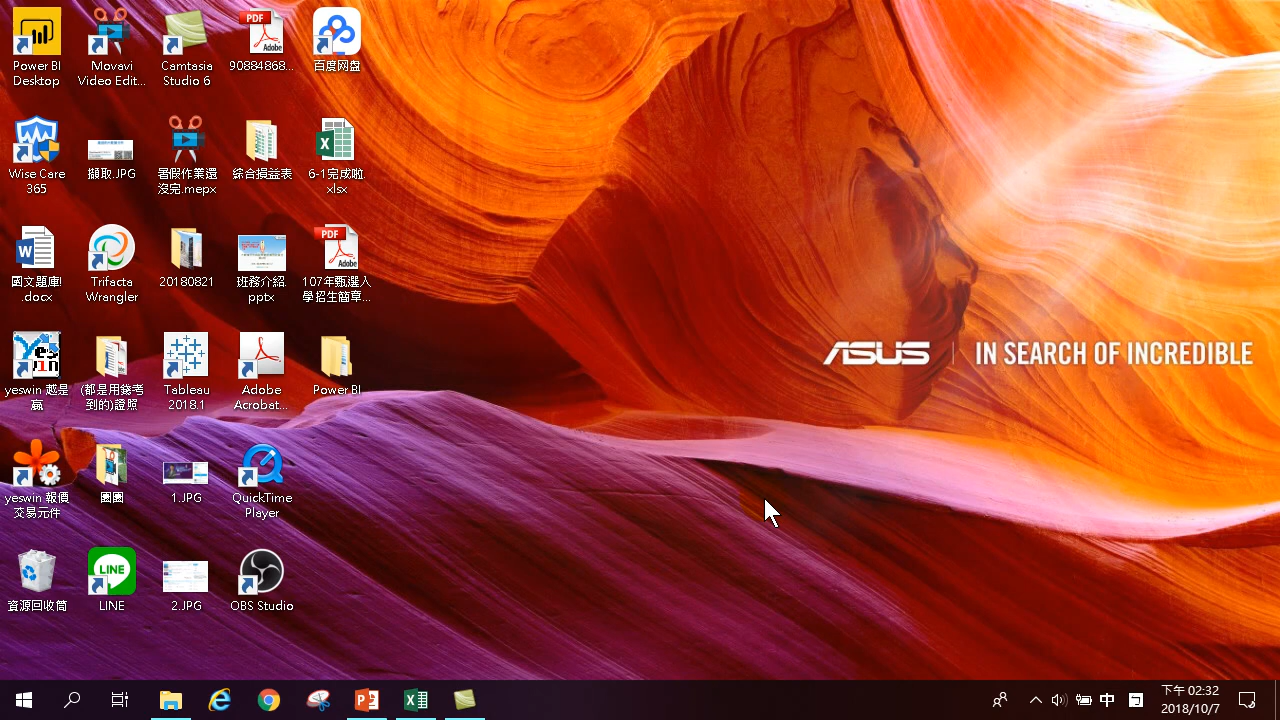 Power BI
Desktop
Movavi
Video Edit...
Camtasia
Studio 6
PDF
Adobe
90884868...
百度网盘
Wise Care
365
擷取.JPG
暑假作業還
沒完.mepx
綜合損益表
6-1完成啦.
xlsx
國文題庫!
.docx
Trifacta
Wrangler
20180821
班務介紹.
pptx
PDF
Adobe
107年甄選入
學招生簡章...
yeswin 越是
贏
(都是用錢考
到的)證照
Tableau
2018.1
Adobe
Acrobat...
Power BI
ASUS
IN SEARCH OF INCREDIBLE
yeswin 報價
交易元件
團團
1.JPG
QuickTime
Player
資源回收筒
LINE
LINE
2.JPG
OBS Studio
中
下午 02:32
2018/10/7